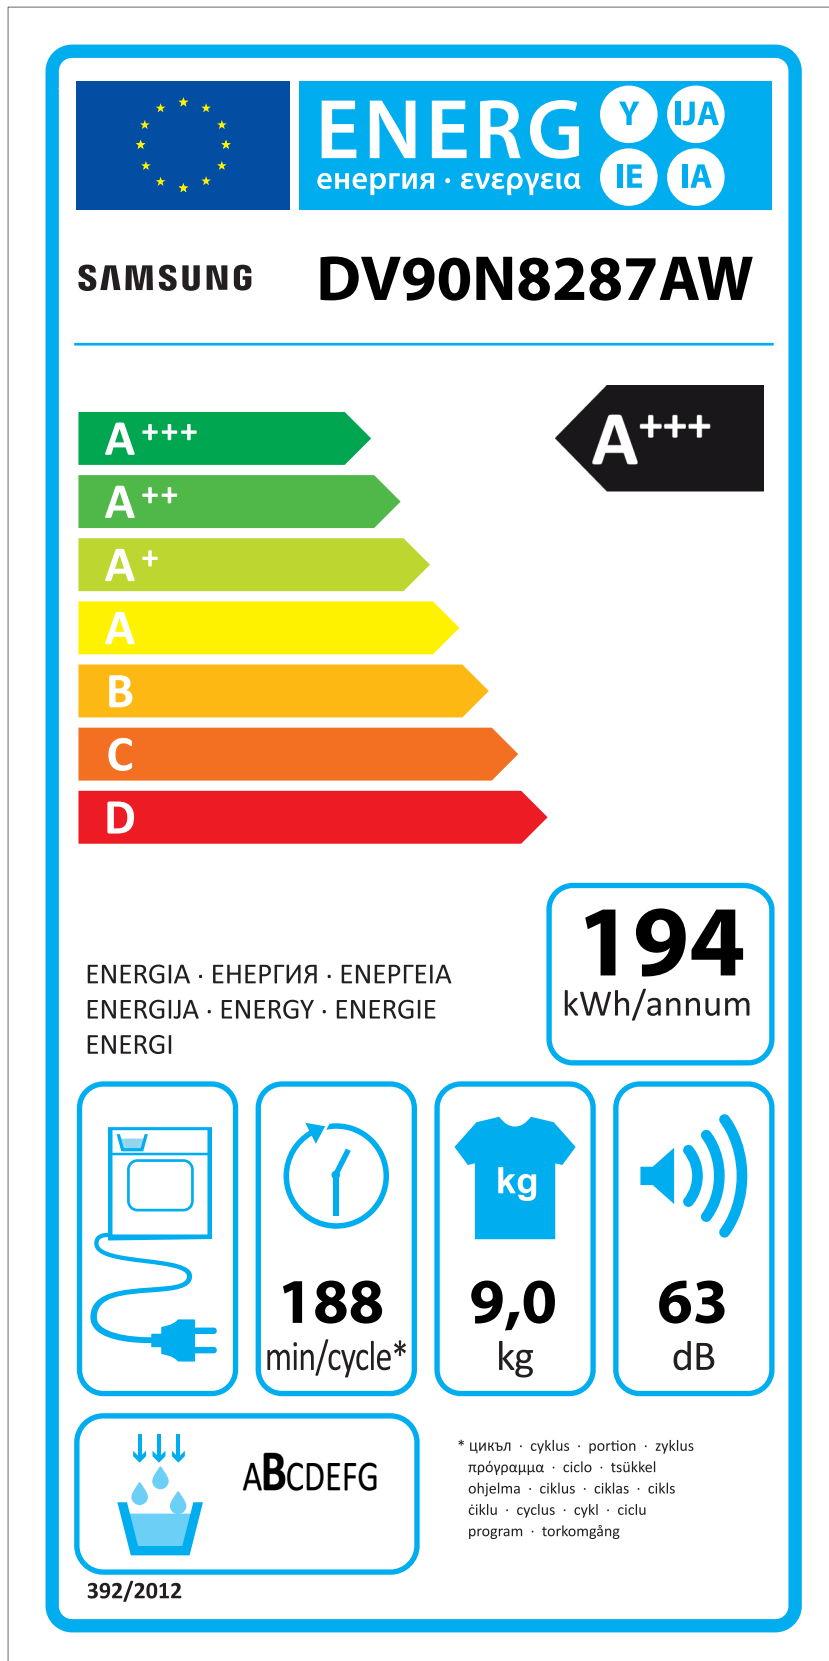 ENERG Y IJA
енергия · ενεργεια IE IA
SAMSUNG DV90N8287AW
A+++
A+++
A++
A+
A
B
C
D
194
kWh/annum
ENERGIA · ЕНЕРГИЯ · ΕΝΕΡΓΕΙΑ
ENERGIJA · ENERGY · ENERGIE
ENERGI
kg
188
min/cycle*
9,0
kg
63
dB
ABCDEFG
* цикъл · cyklus · portion · zyklus
πρόγραμμα · ciclo · tsükkel
ohjelma · ciklus · ciklas · cikls
ċiklu · cyclus · cykl · ciclu
program · torkomgång
392/2012